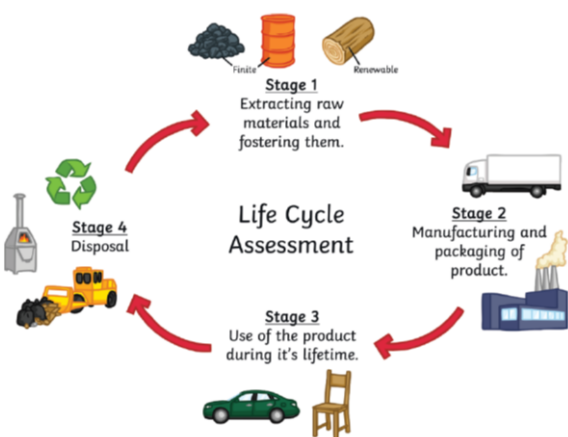 Finite
Renewable
Stage 1
Extracting raw
materials and
fostering them.
Life Cycle
Assessment
Stage 2
Manufacturing and
packaging of
product.
Stage 3
Use of the product
during it's lifetime.
Stage 4
Disposal